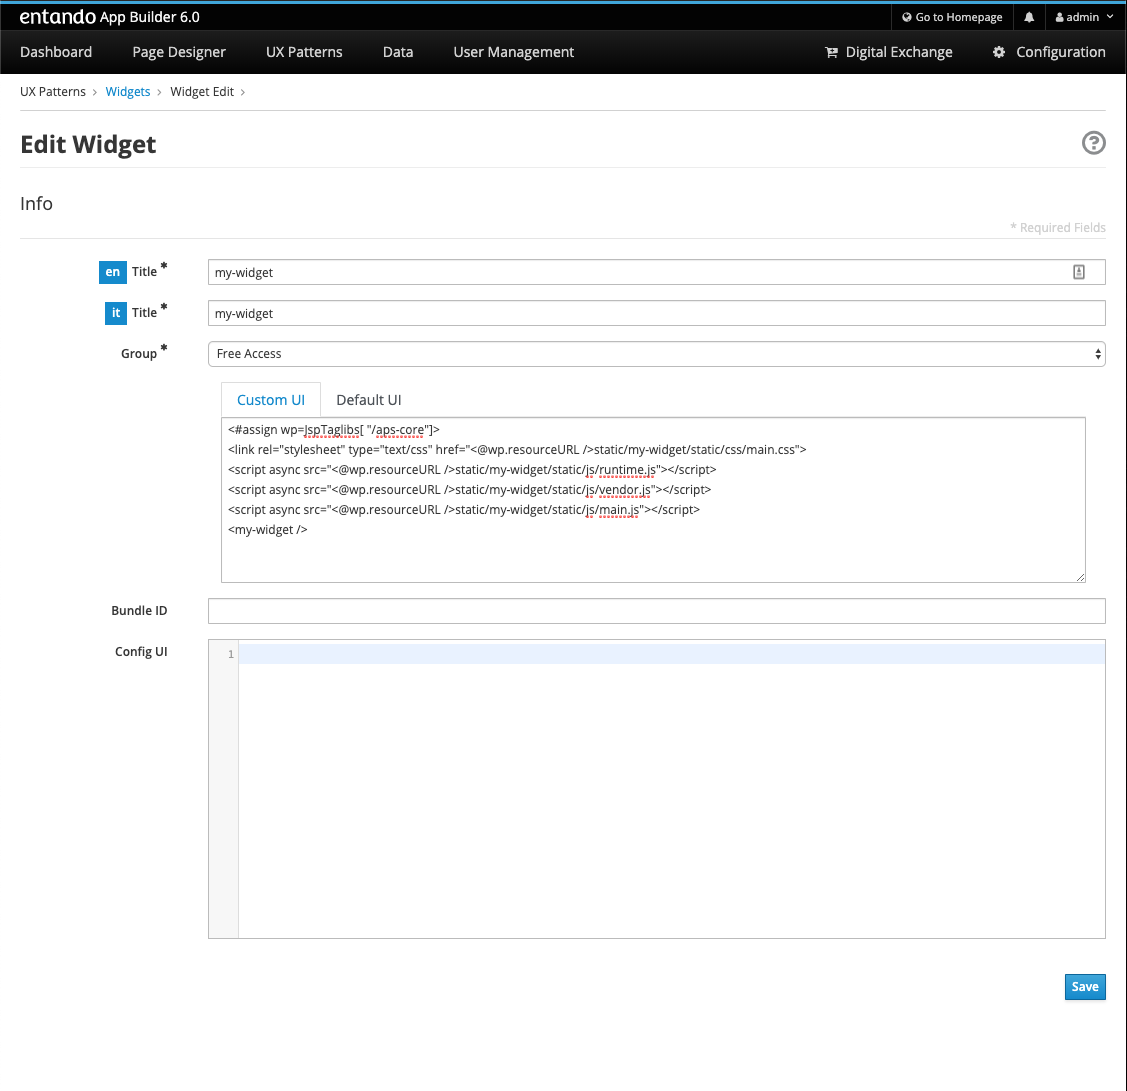 entando App Builder 6.0
Go to Homepage
admin
Dashboard
Page Designer
UX Patterns
Data
User Management
Digital Exchange
Configuration
UX Patterns > Widgets > Widget Edit >
Edit Widget
?
Info
* Required Fields
en Title *
my-widget
it Title *
my-widget
Group *
Free Access
Custom UI
Default UI
<#assign wp=JspTaglibs[ "/aps-core"]>
<link rel="stylesheet" type="text/css" href="<@wp.resourceURL />static/my-widget/static/css/main.css">
<script async src="<@wp.resourceURL />static/my-widget/static/js/runtime.js"></script>
<script async src="<@wp.resourceURL />static/my-widget/static/js/vendor.js"></script>
<script async src="<@wp.resourceURL />static/my-widget/static/js/main.js"></script>
<my-widget />
Bundle ID
Config UI
1
Save